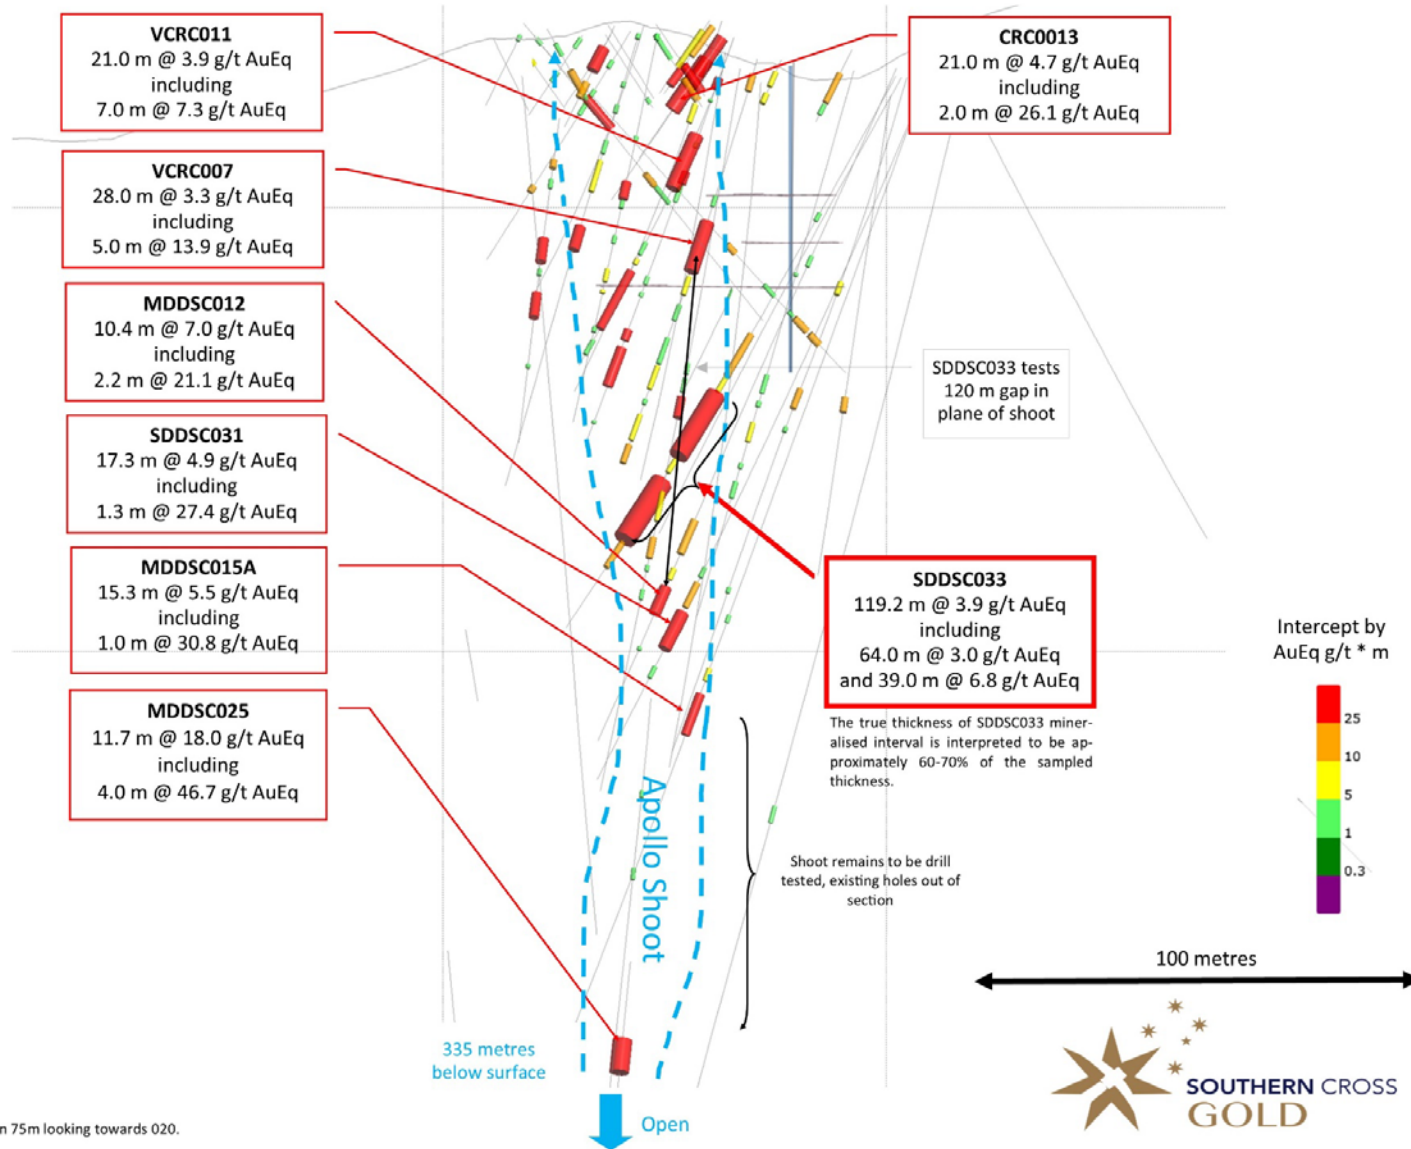 VCRC011
21.0 m @ 3.9 g/t AuEq
including
7.0 m @ 7.3 g/t AuEq
VCRC007
28.0 m @ 3.3 g/t AuEq
including
5.0 m @ 13.9 g/t AuEq
MDDSC012
10.4 m @ 7.0 g/t AuEq
including
2.2 m @ 21.1 g/t AuEq
SDDSC031
17.3 m @ 4.9 g/t AuEq
including
1.3 m @ 27.4 g/t AuEq
MDDSC015A
15.3 m @ 5.5 g/t AuEq
including
1.0 m @ 30.8 g/t AuEq
MDDSC025
11.7 m @ 18.0 g/t AuEq
including
4.0 m @ 46.7 g/t AuEq
CRC0013
21.0 m @ 4.7 g/t AuEq
including
2.0 m @ 26.1 g/t AuEq
SDDSC033 tests
120 m gap in
plane of shoot
SDDSC033
119.2 m @ 3.9 g/t AuEq
including
64.0 m @ 3.0 g/t AuEq
and 39.0 m @ 6.8 g/t AuEq
The true thickness of SDDSC033 miner-
alised interval is interpreted to be ap-
proximately 60-70% of the sampled
thickness.
Intercept by
AuEq g/t * m
25
10
5
1
0.3
Apollo Shoot
Shoot remains to be drill
tested, existing holes out of
section
100 metres
335 metres
below surface
Open
SOUTHERN CROSS
GOLD
n 75m looking towards 020.